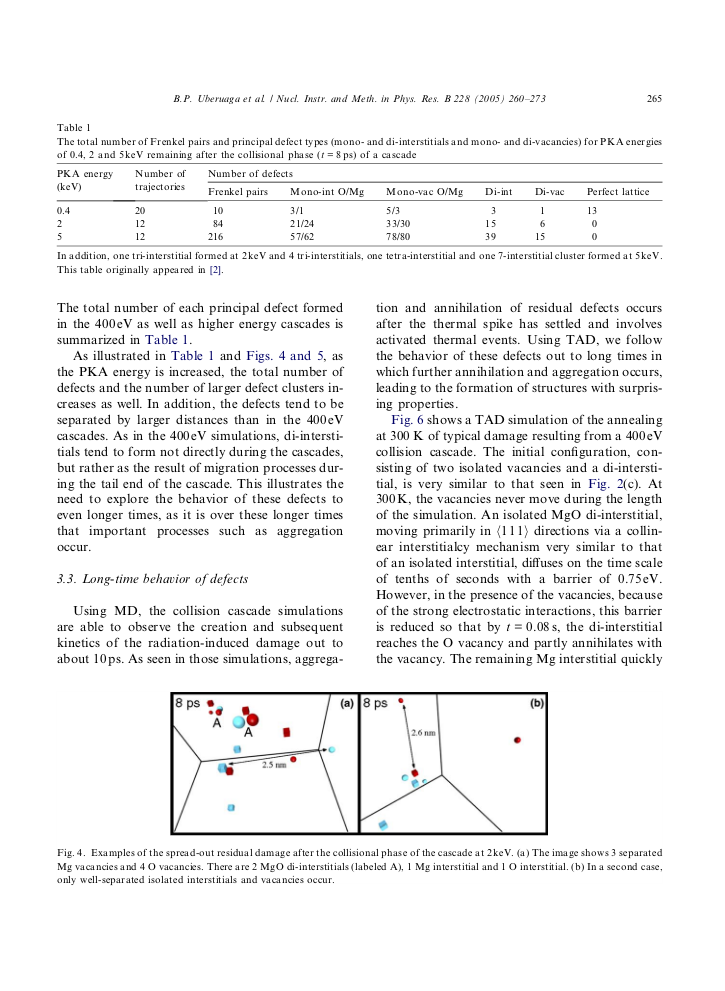 B.P. Uberuaga et al. / Nucl. Instr. and Meth. in Phys. Res. B 228 (2005) 260–273 265
Table 1
The total number of Frenkel pairs and principal defect types (mono- and di-interstitials and mono- and di-vacancies) for PKA energies
of 0.4, 2 and 5 keV remaining after the collisional phase (t = 8 ps) of a cascade
PKA energy Number of Number of defects
(keV) trajectories Frenkel pairs Mono-int O/Mg Mono-vac O/Mg Di-int Di-vac Perfect lattice
0.4 20 10 3/1 5/3 3 1 13
2 12 84 21/24 33/30 15 6 0
5 12 216 57/62 78/80 39 15 0
In addition, one tri-interstitial formed at 2 keV and 4 tri-interstitials, one tetra-interstitial and one 7-interstitial cluster formed at 5 keV.
This table originally appeared in [2].
The total number of each principal defect formed
in the 400 eV as well as higher energy cascades is
summarized in Table 1.
As illustrated in Table 1 and Figs. 4 and 5, as
the PKA energy is increased, the total number of
defects and the number of larger defect clusters in-
creases as well. In addition, the defects tend to be
separated by larger distances than in the 400 eV
cascades. As in the 400 eV simulations, di-intersti-
tials tend to form not directly during the cascades,
but rather as the result of migration processes dur-
ing the tail end of the cascade. This illustrates the
need to explore the behavior of these defects to
even longer times, as it is over these longer times
that important processes such as aggregation
occur.
3.3. Long-time behavior of defects
Using MD, the collision cascade simulations
are able to observe the creation and subsequent
kinetics of the radiation-induced damage out to
about 10 ps. As seen in those simulations, aggrega-
tion and annihilation of residual defects occurs
after the thermal spike has settled and involves
activated thermal events. Using TAD, we follow
the behavior of these defects out to long times in
which further annihilation and aggregation occurs,
leading to the formation of structures with surpris-
ing properties.
Fig. 6 shows a TAD simulation of the annealing
at 300 K of typical damage resulting from a 400 eV
collision cascade. The initial configuration, con-
sisting of two isolated vacancies and a di-intersti-
tial, is very similar to that seen in Fig. 2(c). At
300 K, the vacancies never move during the length
of the simulation. An isolated MgO di-interstitial,
moving primarily in ⟨1 1 1⟩ directions via a collin-
ear interstitialcy mechanism very similar to that
of an isolated interstitial, diffuses on the time scale
of tenths of seconds with a barrier of 0.75 eV.
However, in the presence of the vacancies, because
of the strong electrostatic interactions, this barrier
is reduced so that by t = 0.08 s, the di-interstitial
reaches the O vacancy and partly annihilates with
the vacancy. The remaining Mg interstitial quickly
8 ps (a)
A
A
2.5 nm
8 ps (b)
2.6 nm
Fig. 4. Examples of the spread-out residual damage after the collisional phase of the cascade at 2 keV. (a) The image shows 3 separated
Mg vacancies and 4 O vacancies. There are 2 MgO di-interstitials (labeled A), 1 Mg interstitial and 1 O interstitial. (b) In a second case,
only well-separated isolated interstitials and vacancies occur.